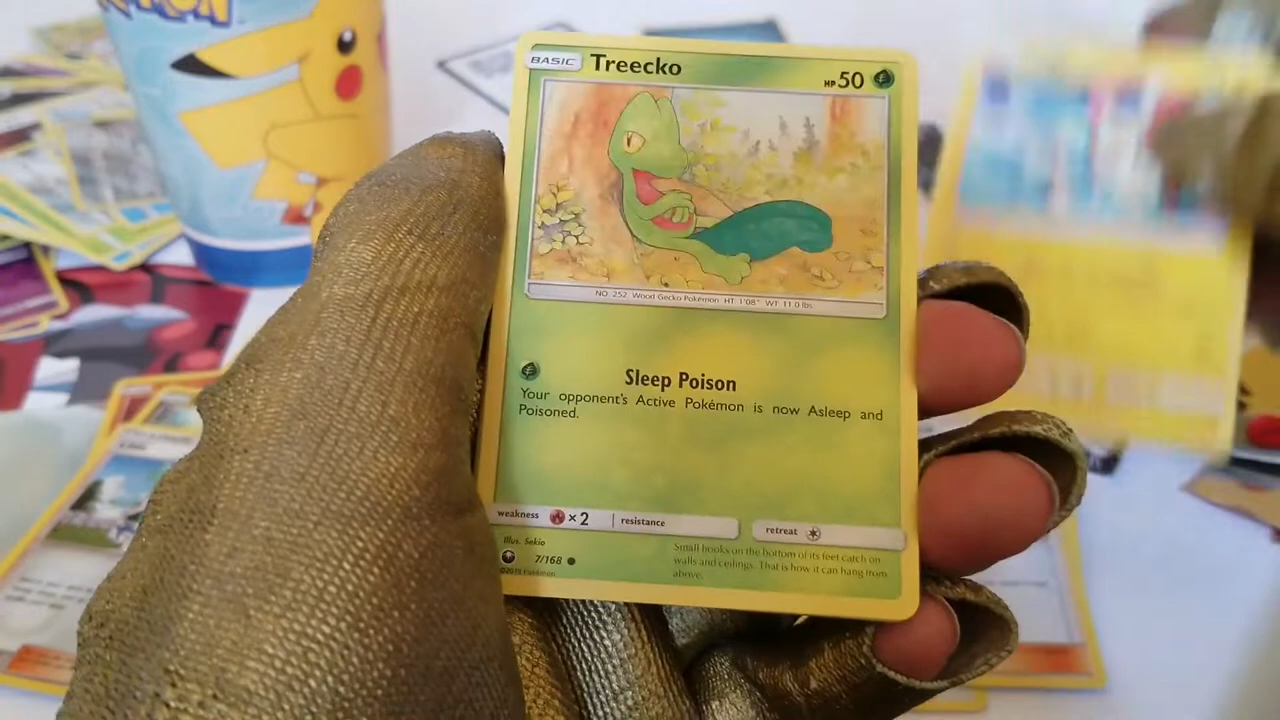 POKéMON
BASIC Treecko HP 50
NO. 252 Wood Gecko Pokémon HT: 1'08" WT: 11.0 lbs.
Sleep Poison
Your opponent's Active Pokémon is now Asleep and
Poisoned.
weakness ×2 resistance retreat
Illus. Sekio
7/168
©2018 Pokémon
Small hooks on the bottom of its feet catch on
walls and ceilings. That is how it can hang from
above.